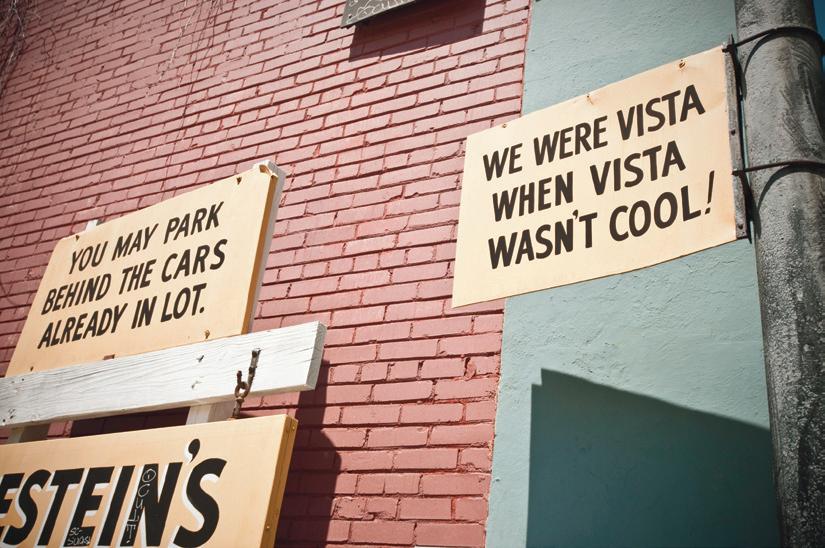 YOU MAY PARK
BEHIND THE CARS
ALREADY IN LOT.
WE WERE VISTA
WHEN VISTA
WASN'T COOL!
ESTEIN'S